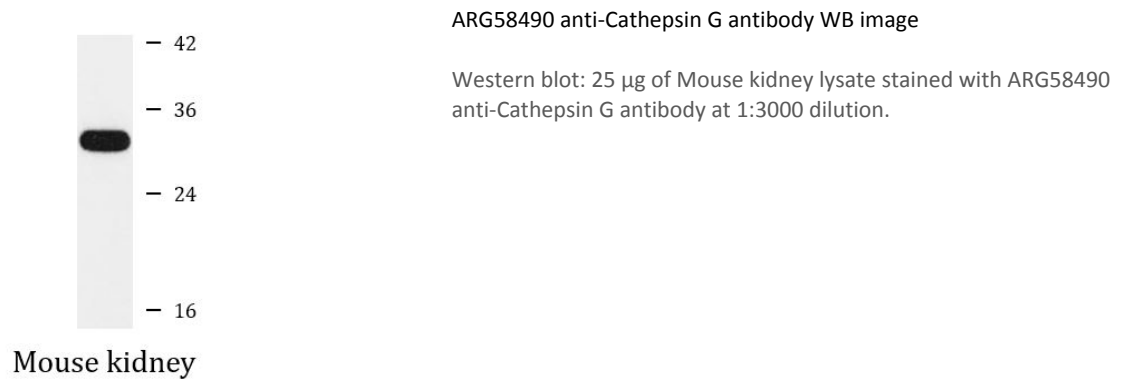 ARG58490 anti-Cathepsin G antibody WB image
Western blot: 25 µg of Mouse kidney lysate stained with ARG58490
anti-Cathepsin G antibody at 1:3000 dilution.
42
36
24
16
Mouse kidney